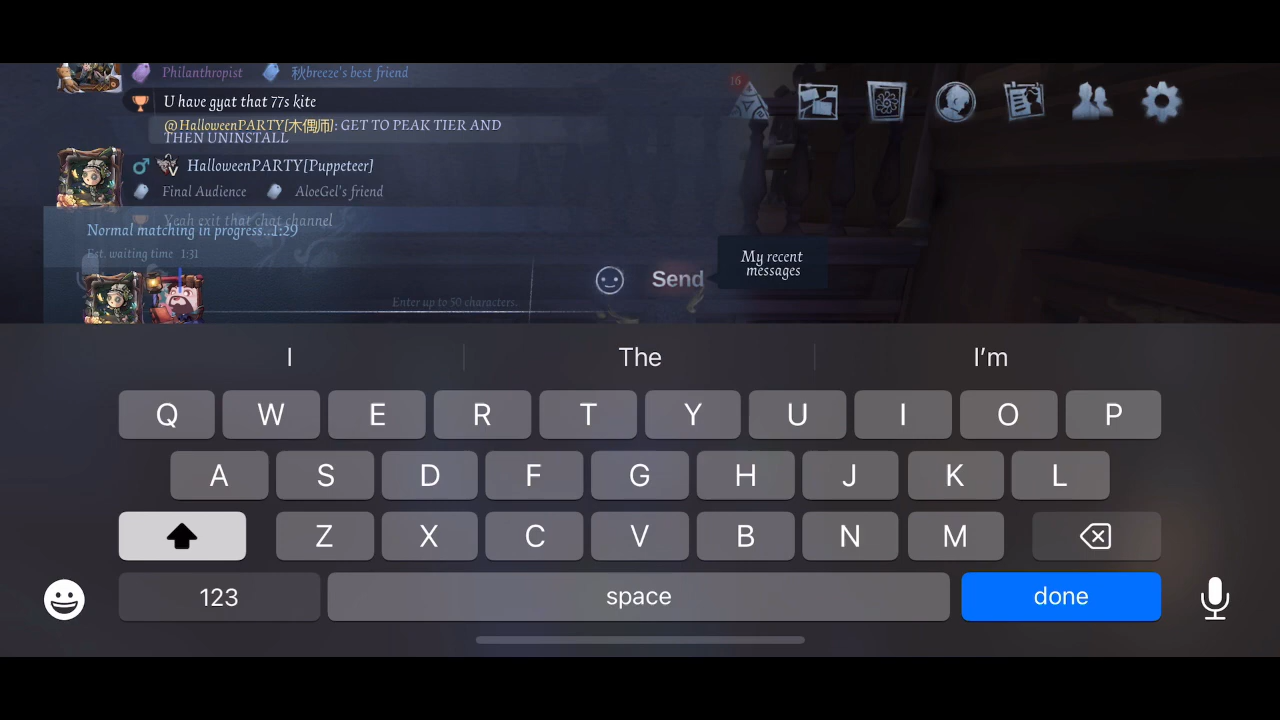 Philanthropist 秋breeze's best friend
16
U have gyat that 77s kite
@HalloweenPARTY[木偶师]: GET TO PEAK TIER AND
THEN UNINSTALL
HalloweenPARTY[Puppeteer]
Final Audience AloeGel's friend
Yeah exit that chat channel
Normal matching in progress...1:29
Est. waiting time 1:31
My recent
messages
Send
Enter up to 50 characters.
I The I'm
Q W E R T Y U I O P
A S D F G H J K L
Z X C V B N M
123 space done